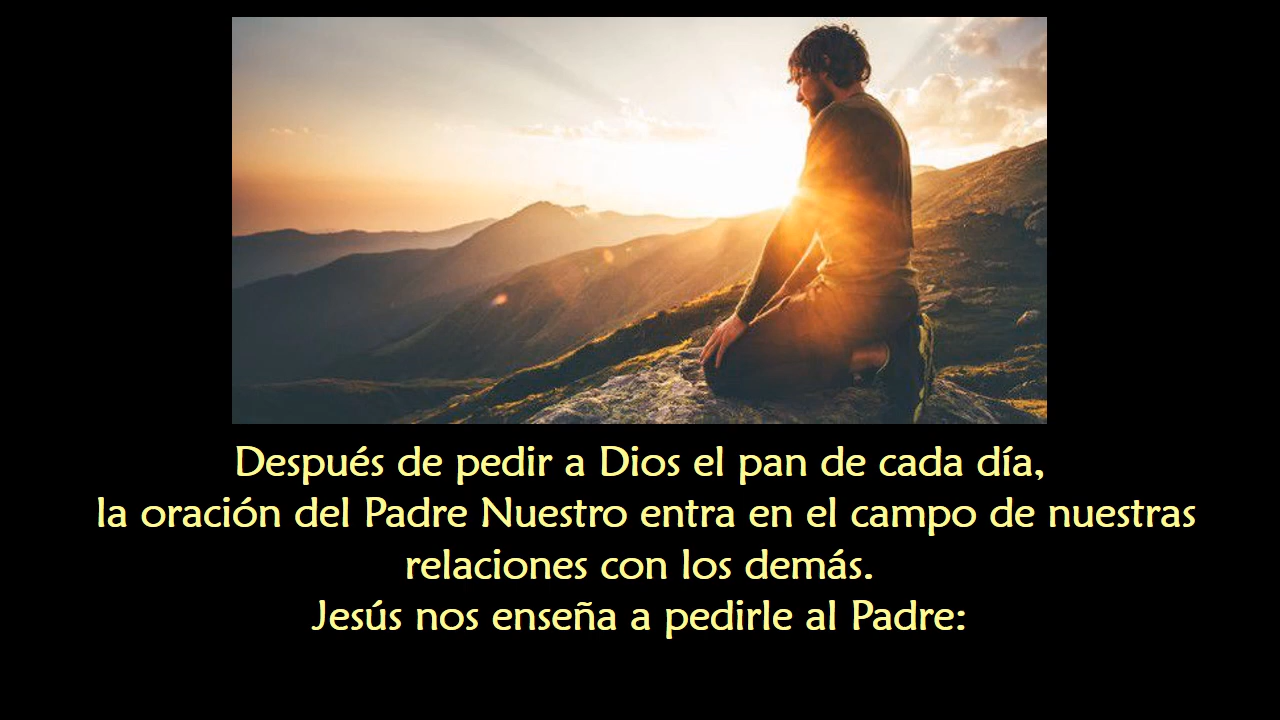 Después de pedir a Dios el pan de cada día,
la oración del Padre Nuestro entra en el campo de nuestras
relaciones con los demás.
Jesús nos enseña a pedirle al Padre: